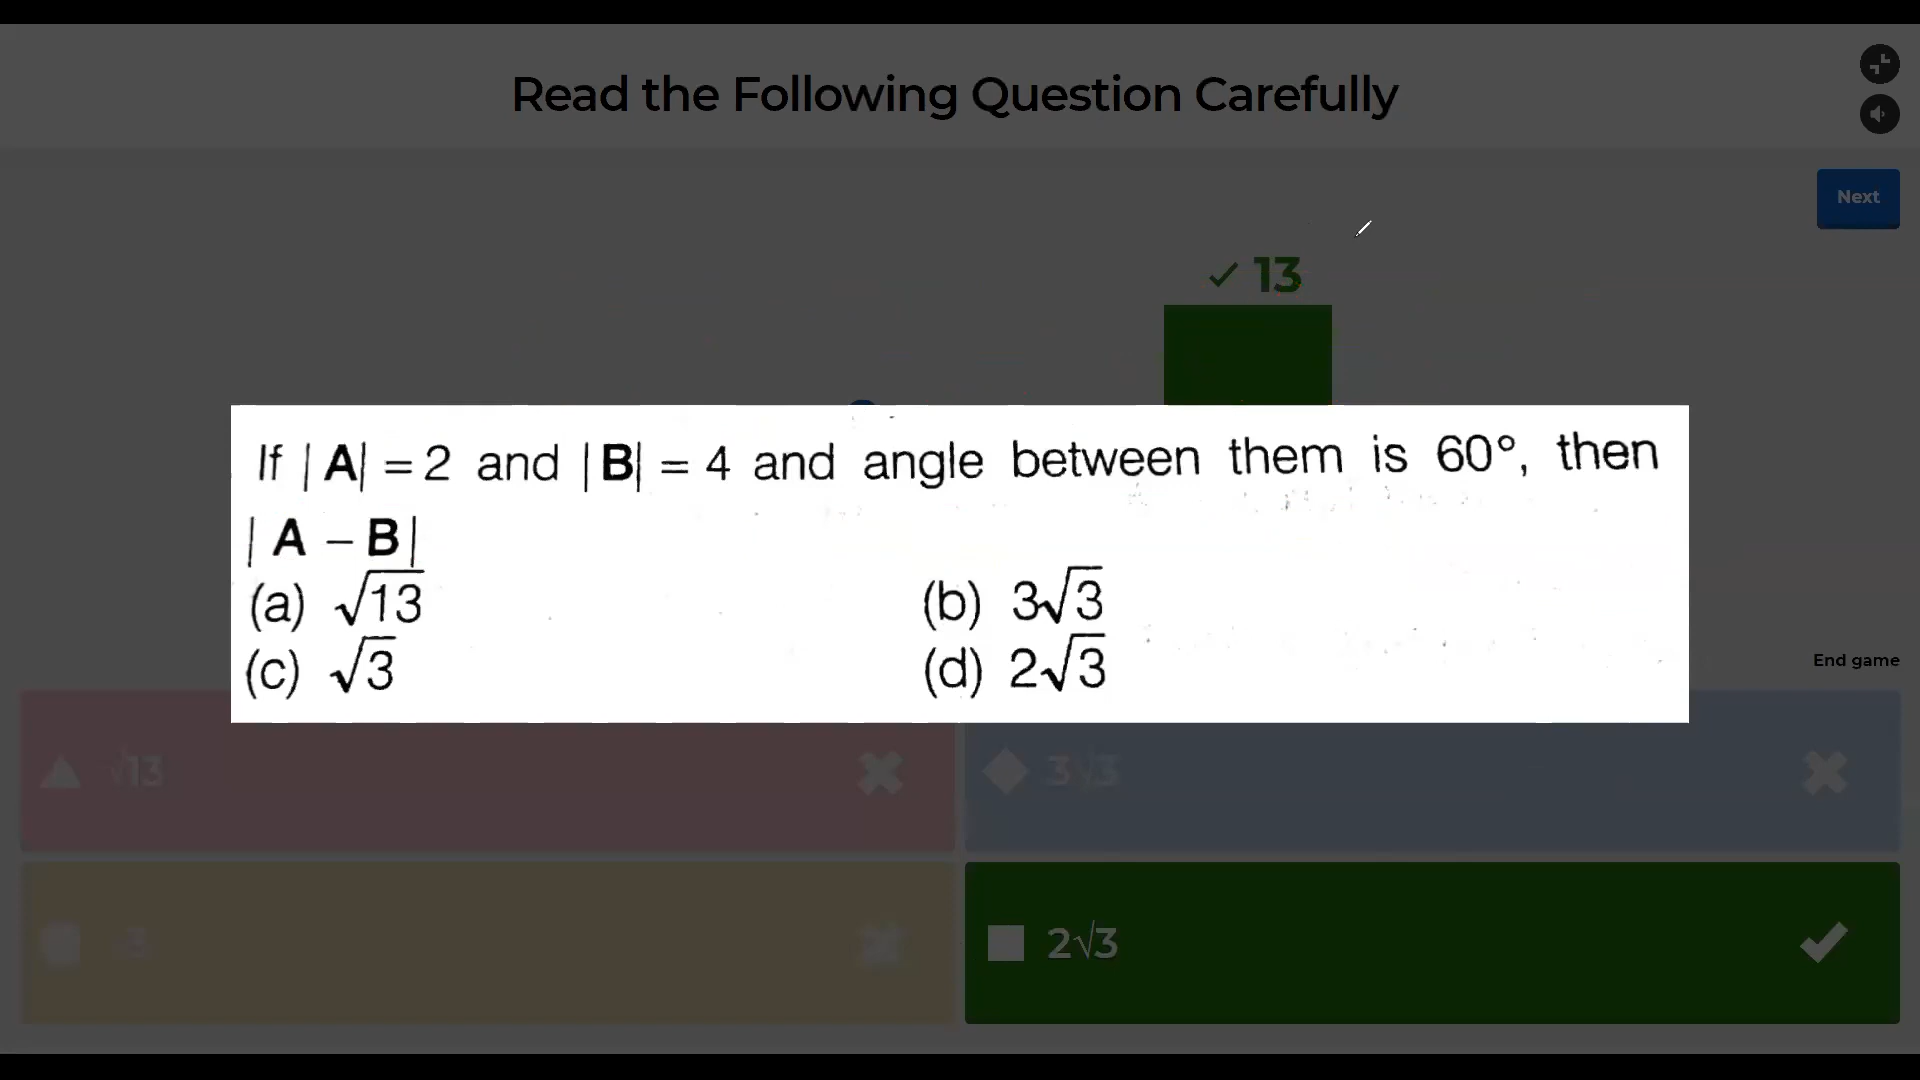 Read the Following Question Carefully
Next
13
If |A| = 2 and |B| = 4 and angle between them is 60°, then
|A – B|
(a) √13 (b) 3√3
(c) √3 (d) 2√3
End game
√13 3√3
2√3